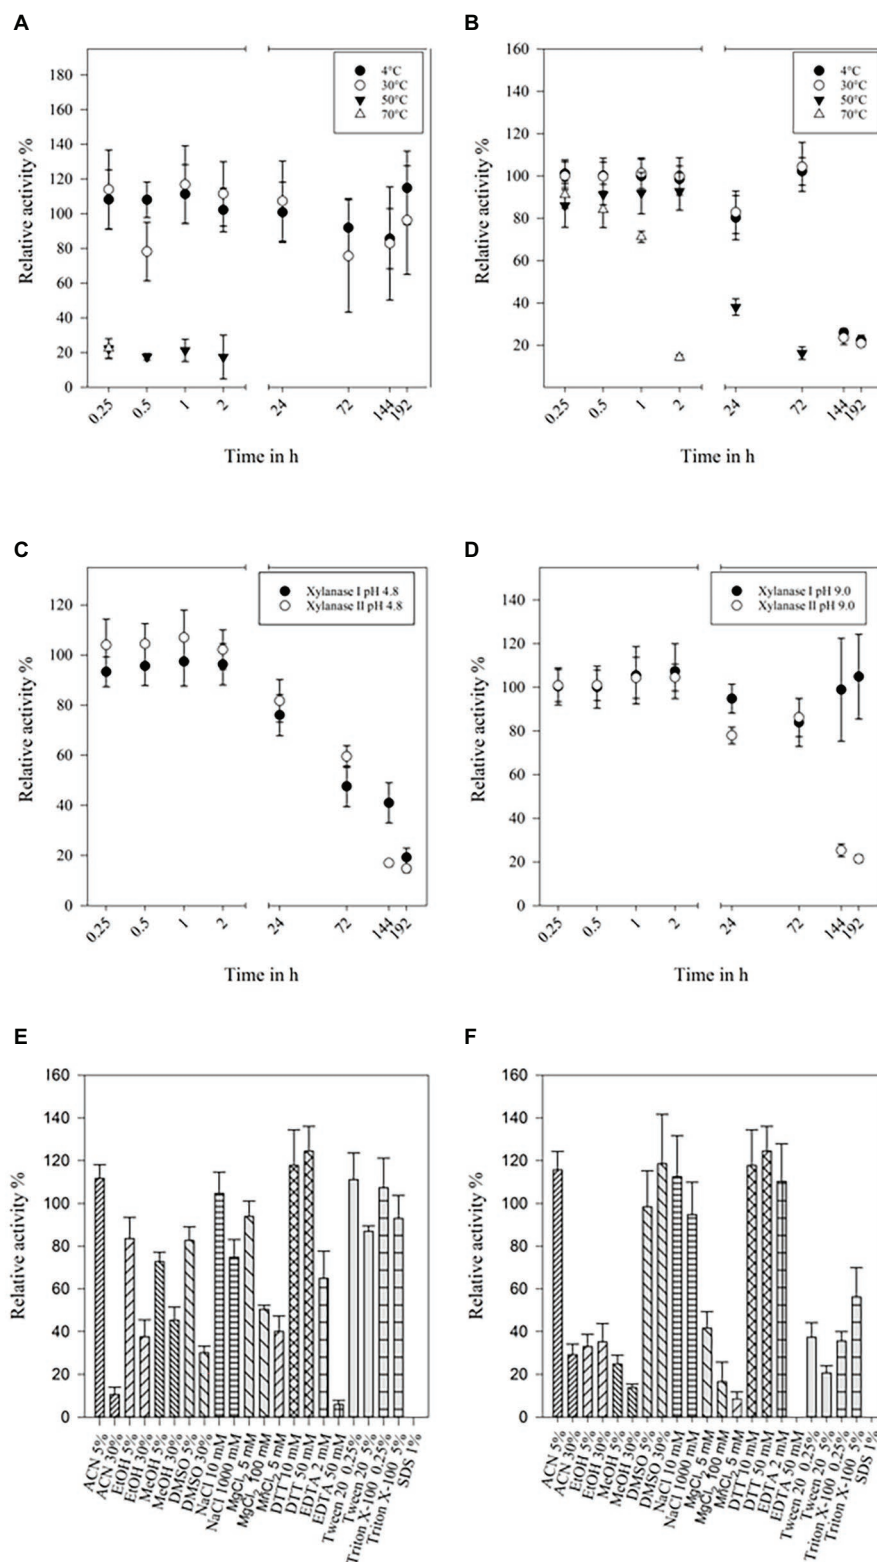 A
Relative activity %
180
160
140
120
100
80
60
40
20
0
4°C
30°C
50°C
70°C
0.25
0.5
1
2
24
72
144
192
Time in h
B
Relative activity %
160
140
120
100
80
60
40
20
4°C
30°C
50°C
70°C
0.25
0.5
1
2
24
72
144
192
Time in h
C
Relative activity %
120
100
80
60
40
20
0
Xylanase I pH 4.8
Xylanase II pH 4.8
0.25
0.5
1
2
24
72
144
192
Time in h
D
Relative activity %
140
120
100
80
60
40
20
0
Xylanase I pH 9.0
Xylanase II pH 9.0
0.25
0.5
1
2
24
72
144
192
Time in h
E
Relative activity %
160
140
120
100
80
60
40
20
0
ACN 5%
ACN 30%
EtOH 5%
EtOH 30%
MeOH 5%
MeOH 30%
DMSO 5%
DMSO 30%
NaCl 10 mM
NaCl 1000 mM
MgCl2 5 mM
MgCl2 100 mM
MnCl2 5 mM
DTT 10 mM
DTT 50 mM
EDTA 2 mM
EDTA 50 mM
Tween 20 0.25%
Tween 20 5%
Triton X-100 0.25%
Triton X-100 5%
SDS 1%
F
Relative activity %
160
140
120
100
80
60
40
20
0
ACN 5%
ACN 30%
EtOH 5%
EtOH 30%
MeOH 5%
MeOH 30%
DMSO 5%
DMSO 30%
NaCl 10 mM
NaCl 1000 mM
MgCl2 5 mM
MgCl2 100 mM
MnCl2 5 mM
DTT 10 mM
DTT 50 mM
EDTA 2 mM
EDTA 50 mM
Tween 20 0.25%
Tween 20 5%
Triton X-100 0.25%
Triton X-100 5%
SDS 1%